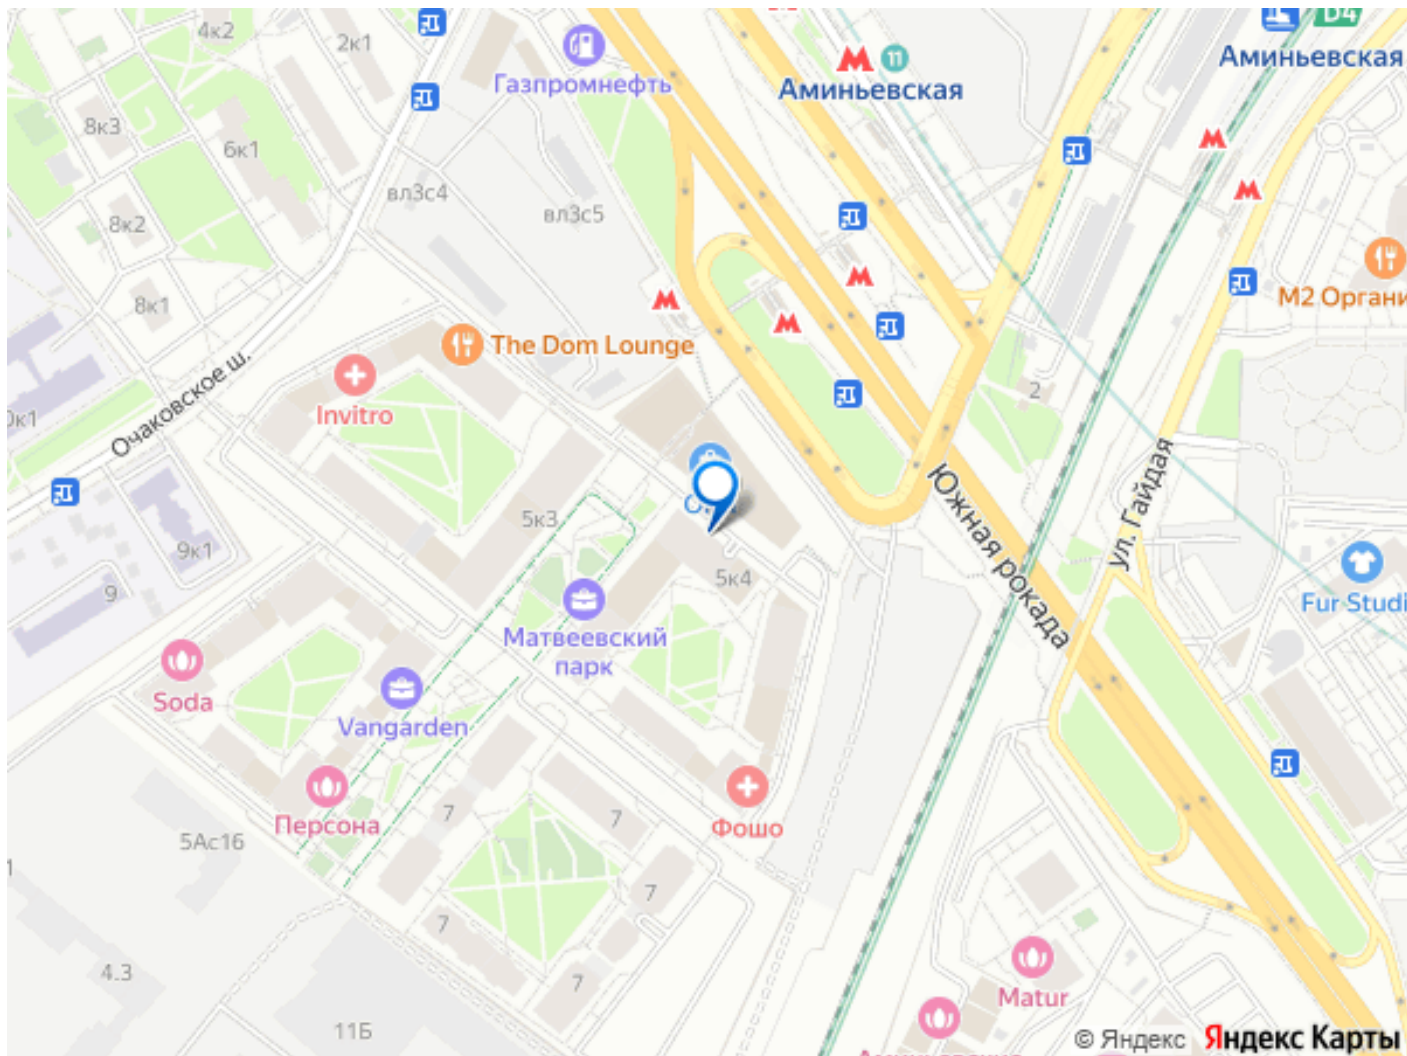 4к2
2к1
Газпромнефть
М 11
Аминьевская
D4
Аминьевская
8к3
6к1
вл3с4
вл3с5
8к2
8к1
М
М
М
М
М
М2 Органи
The Dom Lounge
Invitro
Очаковское ш.
2
5к3
9к1
9
5к4
Южная рокада
ул. Гайдая
Fur Studi
Матвеевский
парк
Soda
Vangarden
Персона
Фошо
5Ас16
7
7
7
7
7
4.3
11Б
Matur
© Яндекс Яндекс Карты